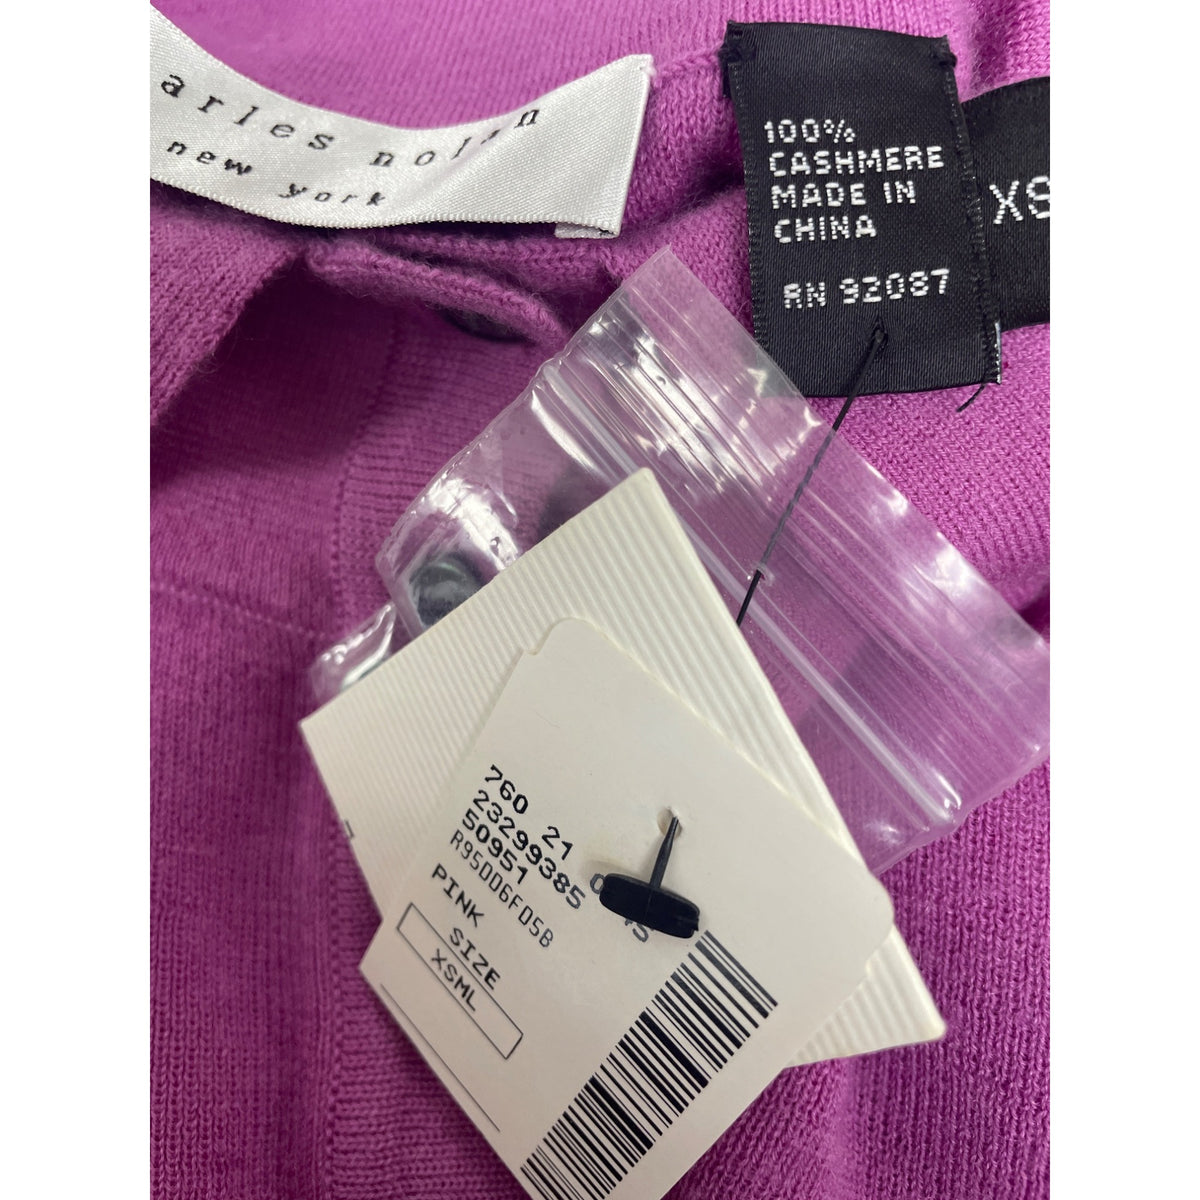 arles nolan
new york
100%
CASHMERE
MADE IN
CHINA
RN 92087
XS
760 21
23299385
50951
R95006F05B
PINK
SIZE
XSML